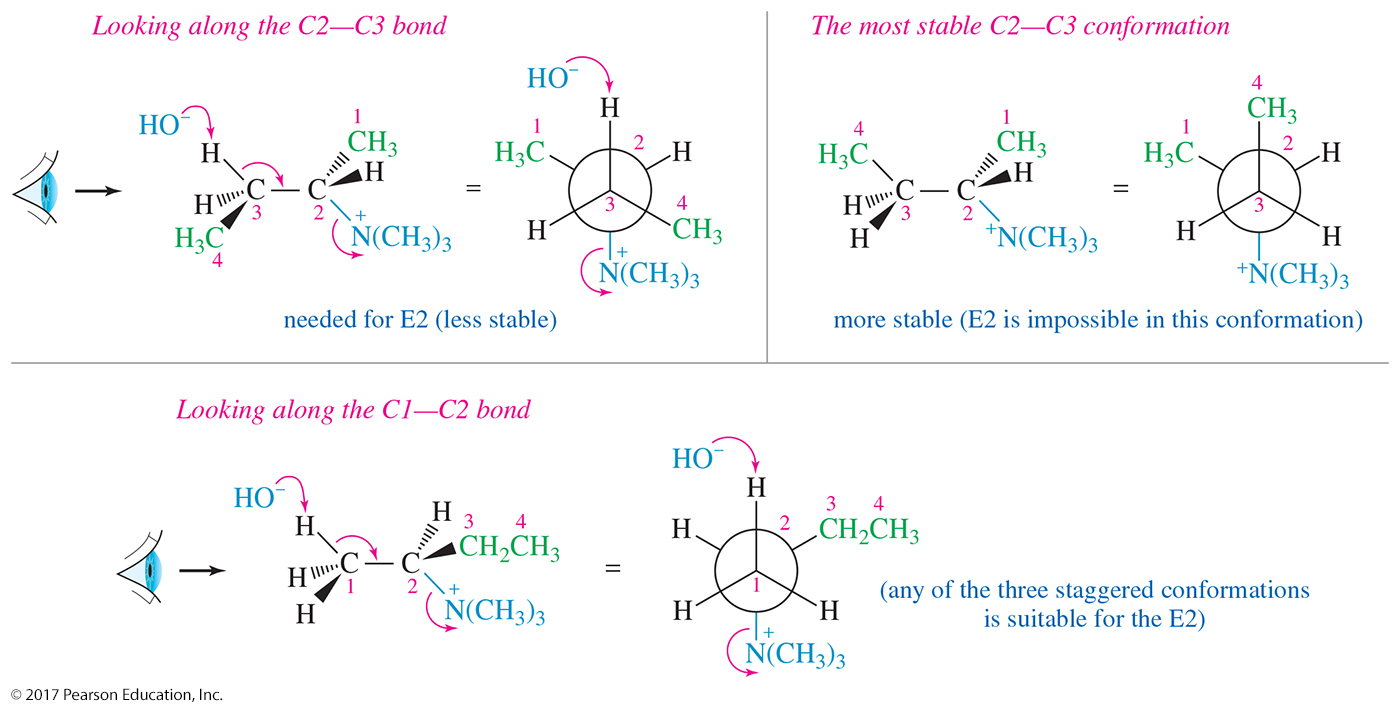 Looking along the C2—C3 bond
HO⁻
H
H
H₃C
4
C
3
C
2
1
CH₃
H
+
N(CH₃)₃
=
HO⁻
H
1
H₃C
2
H
H
3
4
CH₃
+
N(CH₃)₃
needed for E2 (less stable)
The most stable C2—C3 conformation
4
H₃C
H
H
C
3
C
2
1
CH₃
H
+N(CH₃)₃
=
4
CH₃
1
H₃C
2
H
H
3
H
+N(CH₃)₃
more stable (E2 is impossible in this conformation)
Looking along the C1—C2 bond
HO⁻
H
H
H
C
1
C
2
H
3 4
CH₂CH₃
+
N(CH₃)₃
=
HO⁻
H
H
2
3 4
CH₂CH₃
1
H
H
+
N(CH₃)₃
(any of the three staggered conformations
is suitable for the E2)
© 2017 Pearson Education, Inc.